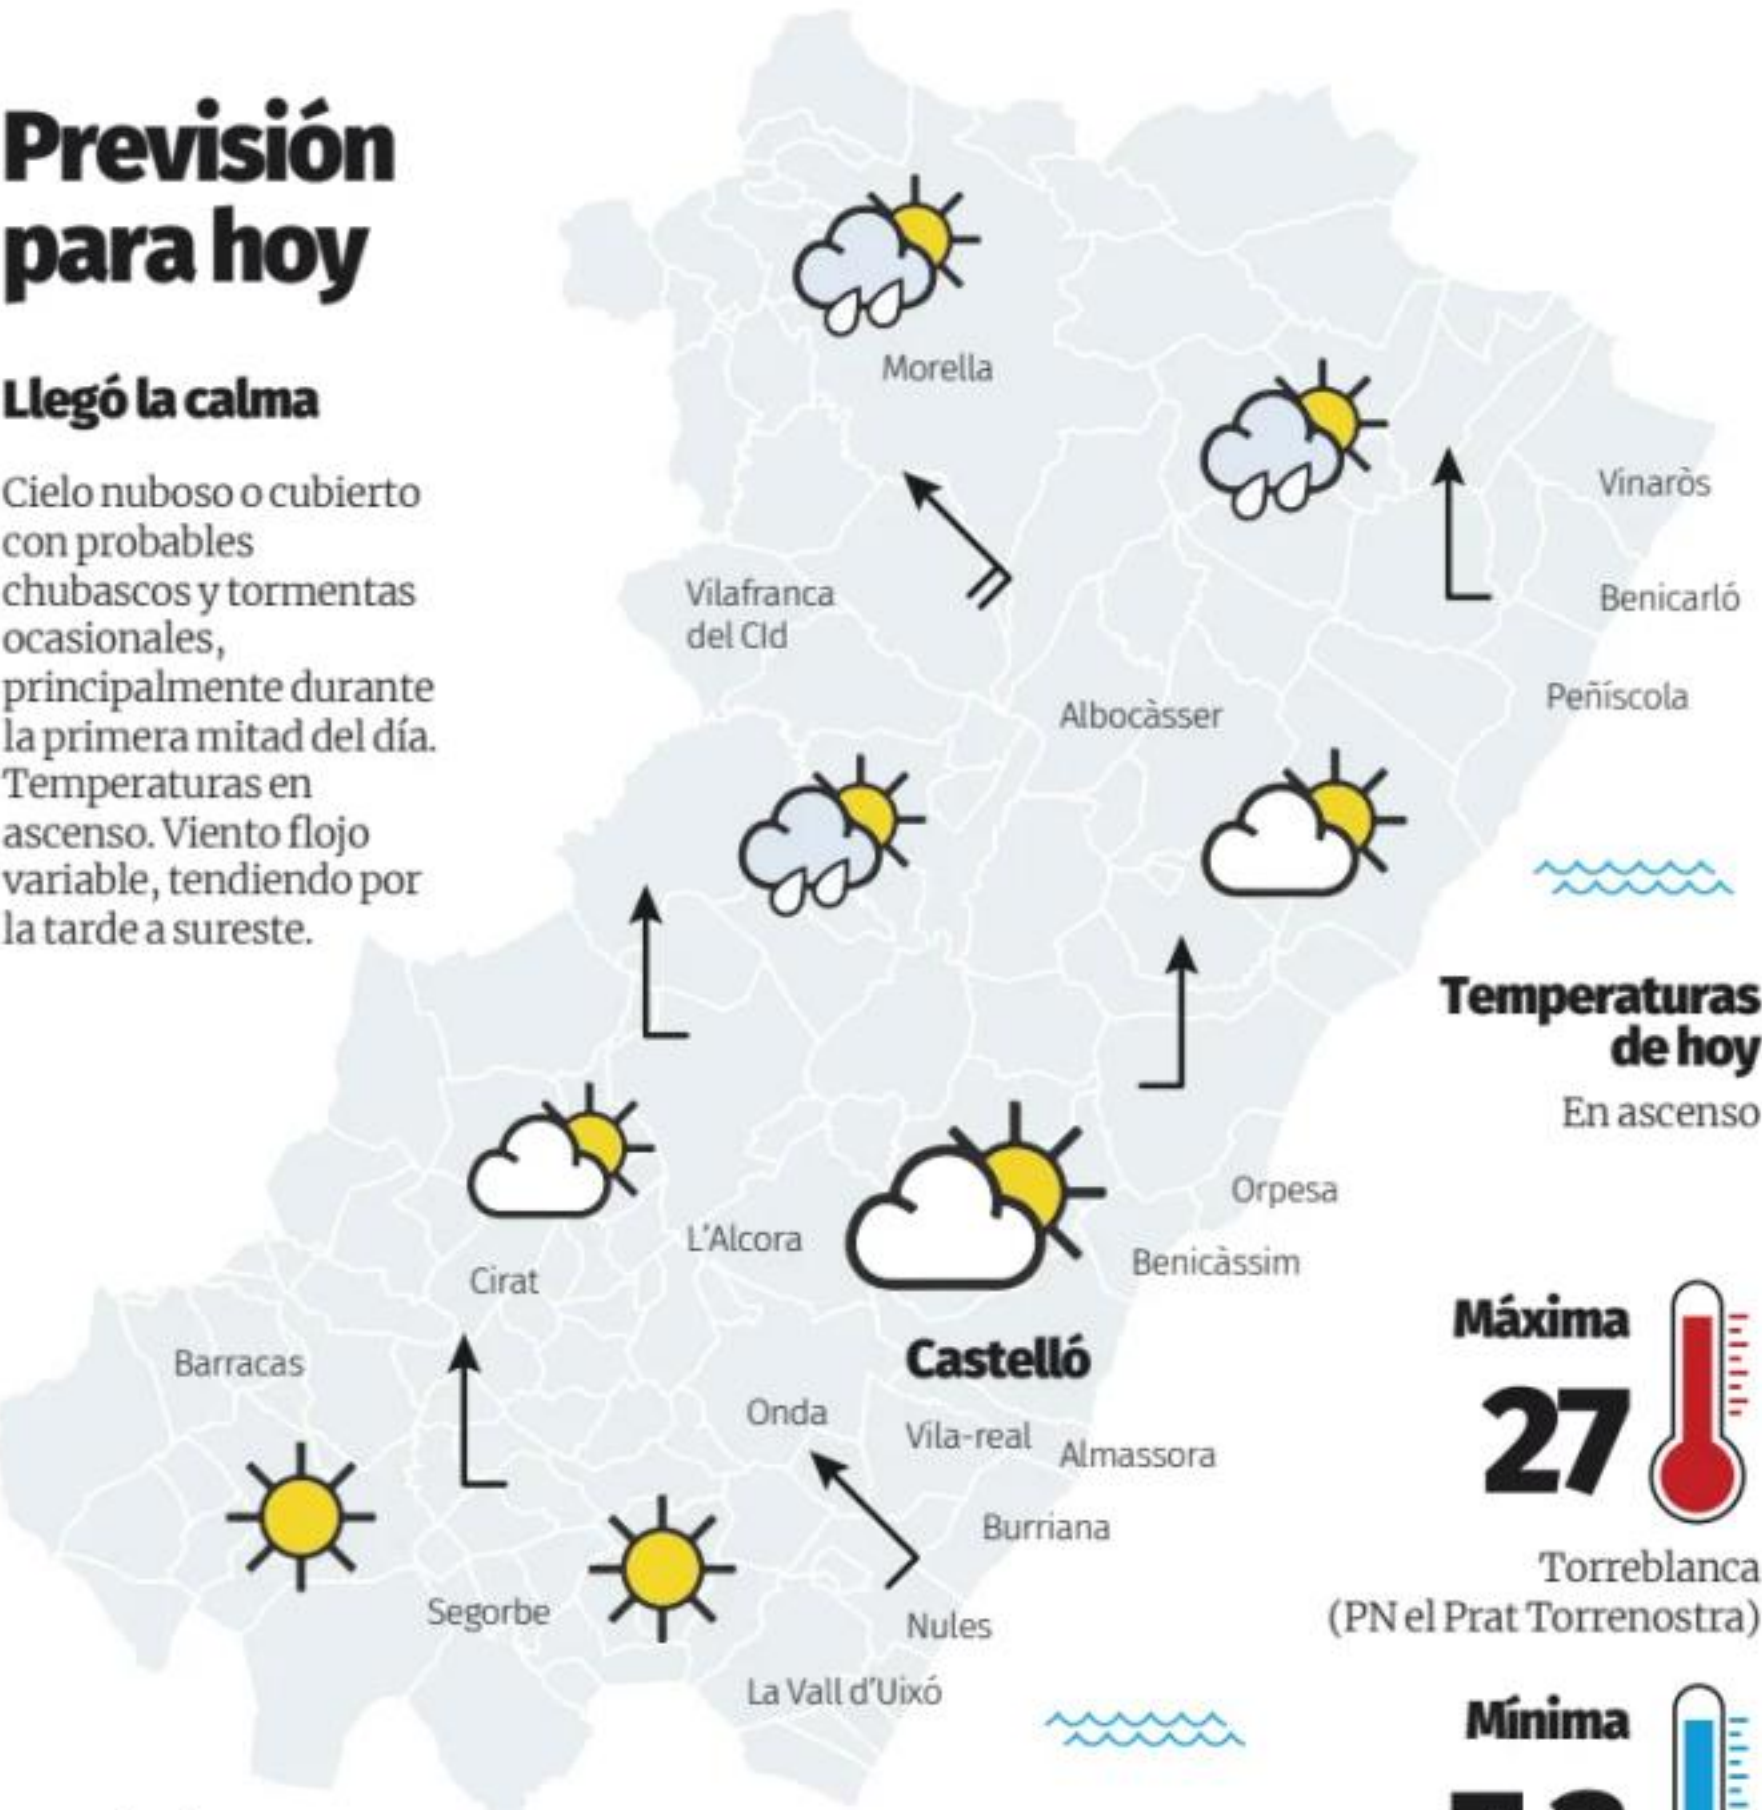 Previsión
para hoy
Llegó la calma
Cielo nuboso o cubierto
con probables
chubascos y tormentas
ocasionales,
principalmente durante
la primera mitad del día.
Temperaturas en
ascenso. Viento flojo
variable, tendiendo por
la tarde a sureste.
Morella
Vinaròs
Vilafranca
del CId
Benicarló
Peñíscola
Albocàsser
Temperaturas
de hoy
En ascenso
Orpesa
L'Alcora
Benicàssim
Cirat
Barracas
Castelló
Onda
Vila-real
Almassora
Burriana
Segorbe
Nules
La Vall d'Uixó
Máxima
27
Torreblanca
(PN el Prat Torrenostra)
Mínima